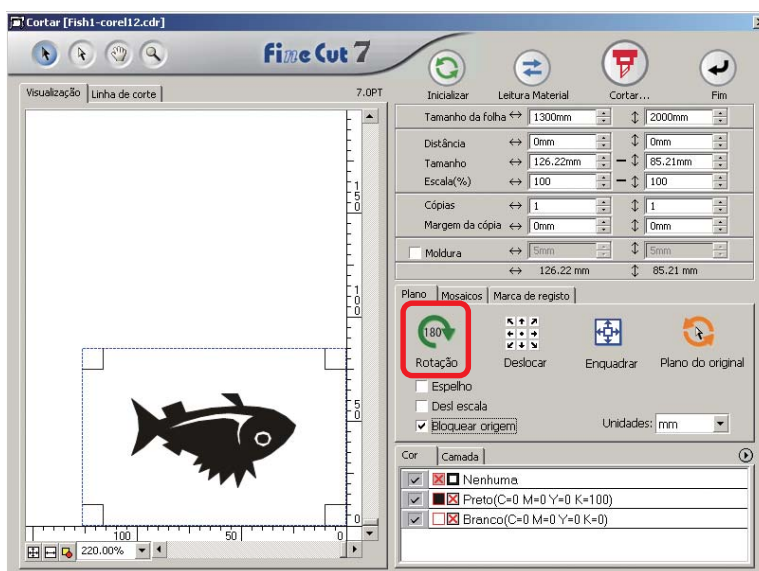 Cortar [Fish1-corel12.cdr]
FineCut 7
Inicializar
Leitura Material
Cortar...
Fim
Visualização
Linha de corte
7.0PT
Tamanho da folha 1300mm 2000mm
Distância 0mm 0mm
Tamanho 126.22mm 85.21mm
Escala(%) 100 100
Cópias 1 1
Margem da cópia 0mm 0mm
Moldura 5mm 5mm
126.22 mm 85.21 mm
Plano Mosaicos Marca de registo
180
Rotação Deslocar Enquadrar Plano do original
Espelho
Desl escala
Bloquear origem
Unidades: mm
Cor Camada
Nenhuma
Preto(C=0 M=0 Y=0 K=100)
Branco(C=0 M=0 Y=0 K=0)
150
100
50
0
100 50 0
220.00%